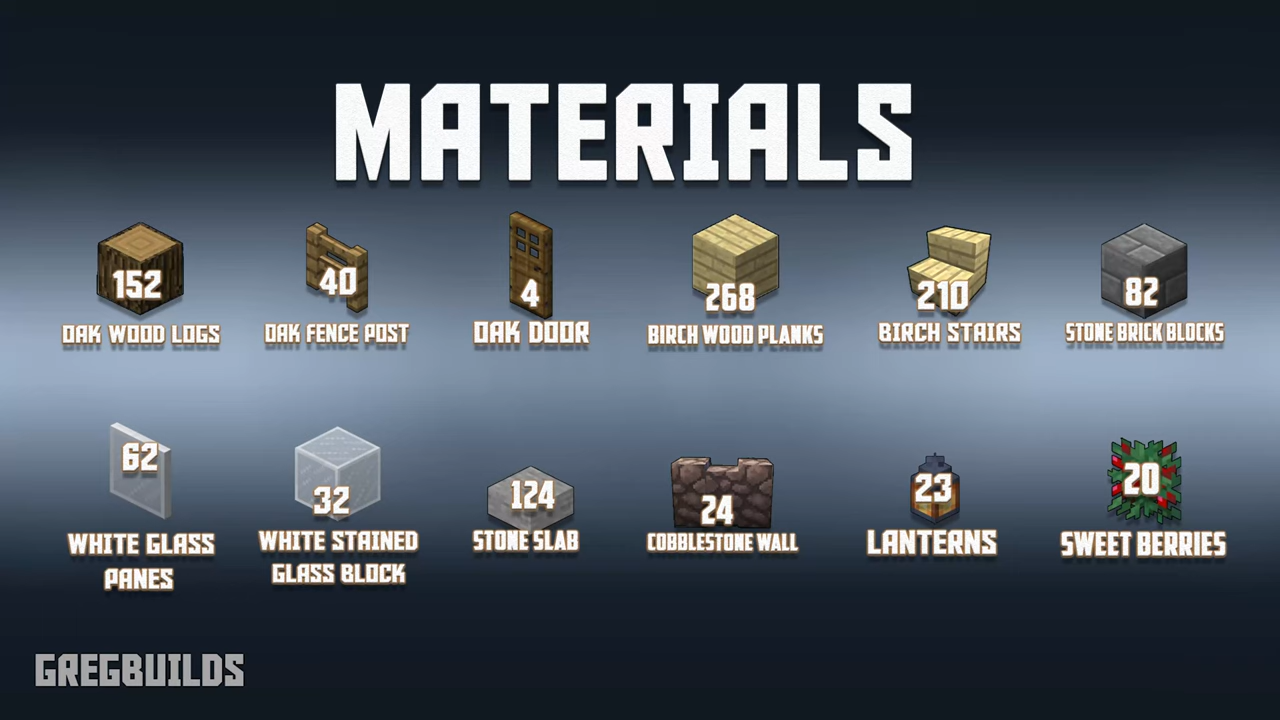 MATERIALS
152
40
4
268
210
82
OAK WOOD LOGS
OAK FENCE POST
OAK DOOR
BIRCH WOOD PLANKS
BIRCH STAIRS
STONE BRICK BLOCKS
62
32
124
24
23
20
WHITE GLASS
PANES
WHITE STAINED
GLASS BLOCK
STONE SLAB
COBBLESTONE WALL
LANTERNS
SWEET BERRIES
GREGBUILDS